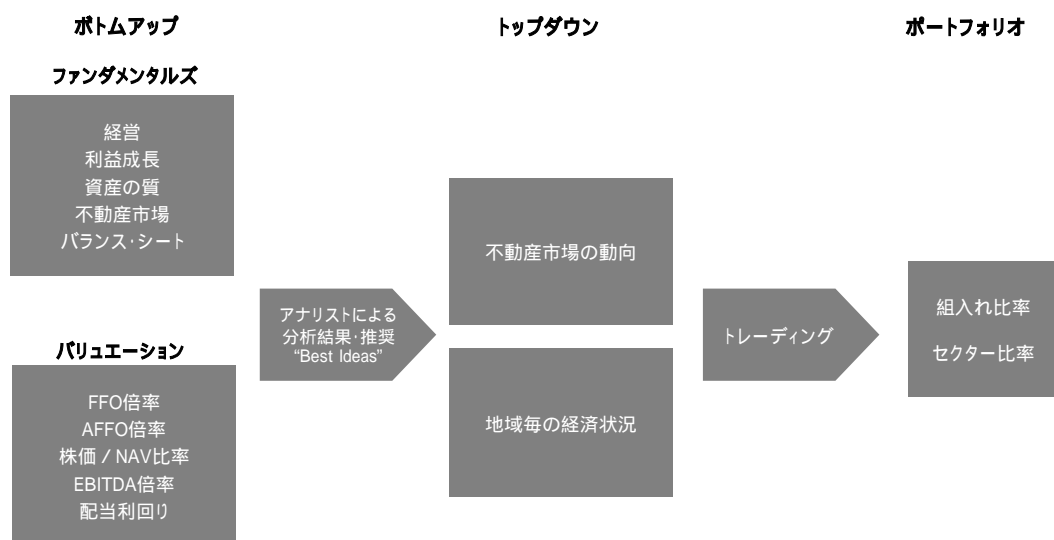 ボトムアップ
トップダウン
ポートフォリオ
ファンダメンタルズ
経営
利益成長
資産の質
不動産市場
バランス・シート
バリュエーション
FFO倍率
AFFO倍率
株価 / NAV比率
EBITDA倍率
配当利回り
アナリストによる
分析結果・推奨
“Best Ideas”
不動産市場の動向
地域毎の経済状況
トレーディング
組入れ比率
セクター比率